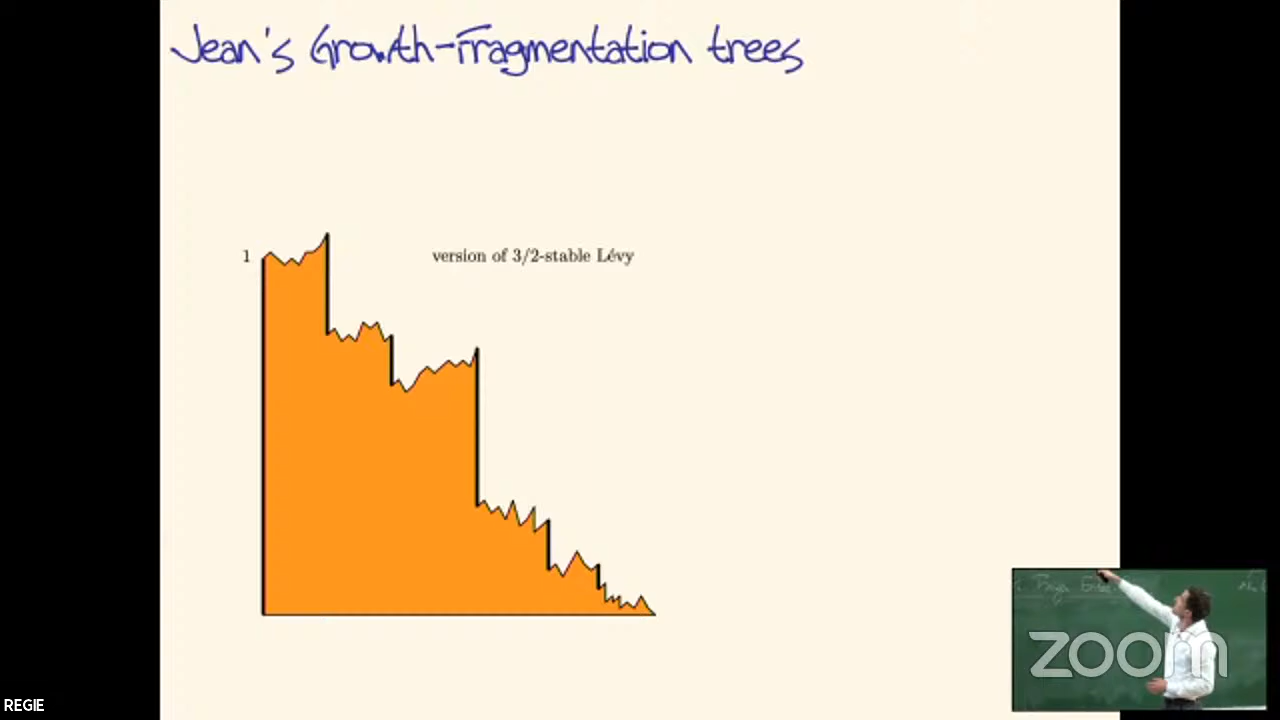 Jean's Growth-Fragmentation trees
1
version of 3/2-stable Lévy
zoom
REGIE